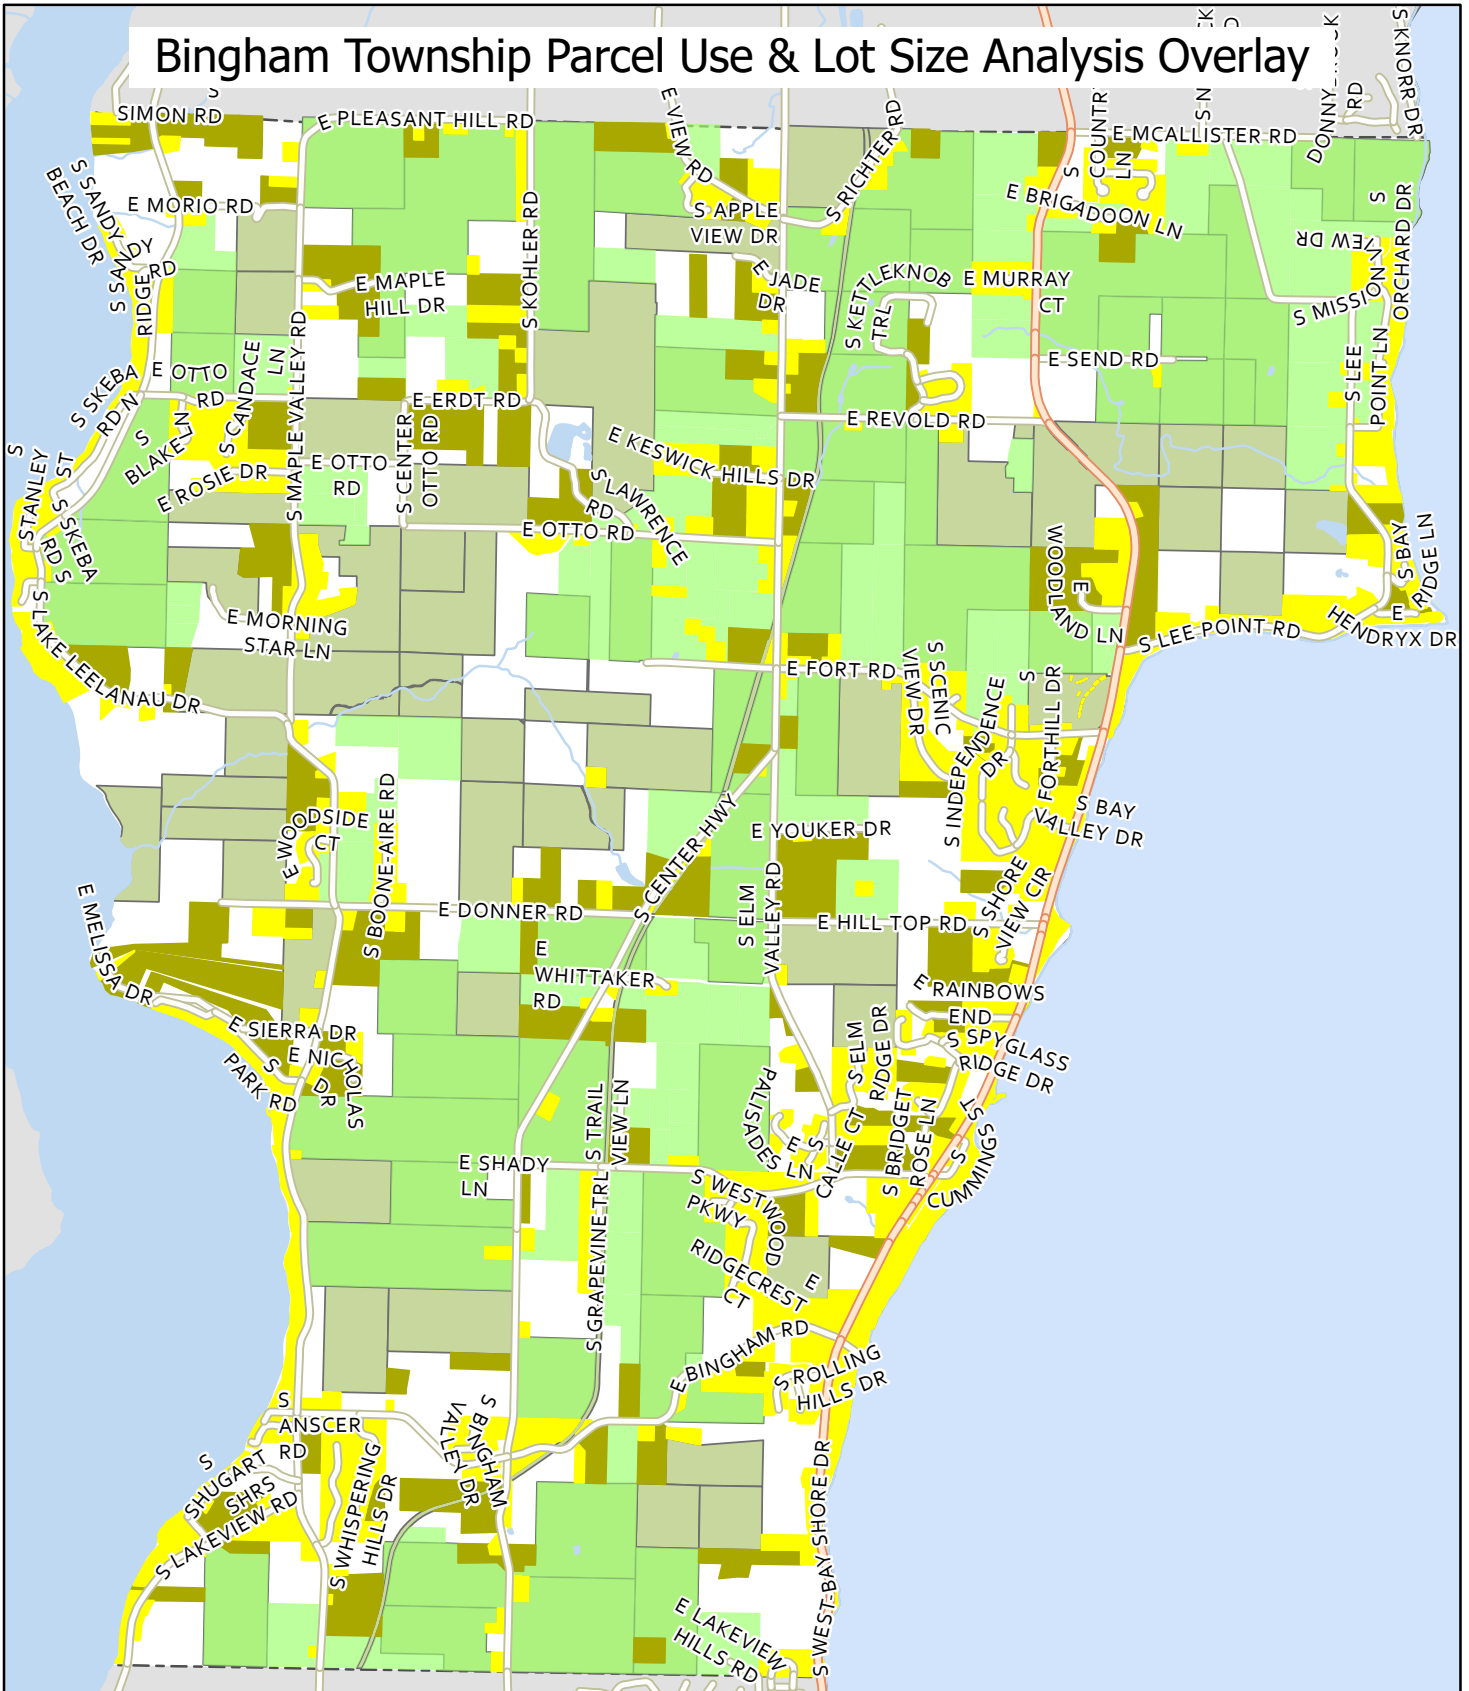 Bingham Township Parcel Use & Lot Size Analysis Overlay
S KNORR DR
RD
SIMON RD
E PLEASANT HILL RD
E VIEW RD
S RICHTER RD
E MCALLISTER RD
S
COUNTR
LN
S SANDY
BEACH DR
E MORIO RD
S APPLE
VIEW DR
E BRIGADOON LN
S
ORCHARD DR
S SANDY
RD
RIDGE
E MAPLE
HILL DR
S KOHLER RD
E JADE
DR
S KETTLEKNOB
TRL
E MURRAY
CT
VIEW DR
S MISSION
S SKEBA
RD N
E OTTO
RD
S CANDACE
LN
S MAPLE VALLEY RD
E SEND RD
S LEE
POINT LN
E ERDT RD
E REVOLD RD
S
BLAKE LN
E ROSIE DR
E OTTO
RD
S CENTER
OTTO RD
E KESWICK HILLS DR
S
STANLEY
ST
S SKEBA
RD S
S LAWRENCE
RD
E OTTO RD
E
WOODLAND LN
S BAY
RIDGE LN
S LAKE LEELANAU DR
E MORNING
STAR LN
S LEE POINT RD
E
HENDRYX DR
E FORT RD
S SCENIC
VIEW DR
S INDEPENDENCE
DR
S
FORTHILL DR
S BAY
VALLEY DR
E WOODSIDE
CT
S BOONE-AIRE RD
S CENTER HWY
E YOUKER DR
S ELM
VALLEY RD
S SHORE
VIEW CIR
E MELISSA DR
E DONNER RD
E HILL TOP RD
E
WHITTAKER
RD
E RAINBOWS
END
E SIERRA DR
E NICHOLAS
DR
S
PARK RD
S ELM
RIDGE DR
S SPYGLASS
RIDGE DR
PALISADES LN
E
S
CALLE CT
S BRIDGET
ROSE LN
S
CUMMINGS ST
S TRAIL
VIEW LN
E SHADY
LN
S GRAPEVINE TRL
S WESTWOOD
PKWY
E
RIDGECREST
CT
E BINGHAM RD
S ROLLING
HILLS DR
S
ANSCER
RD
S BINGHAM
VALLEY DR
S
SHUGART
SHRS
S LAKEVIEW RD
S WHISPERING
HILLS DR
S WEST-BAY SHORE DR
E LAKEVIEW
HILLS RD